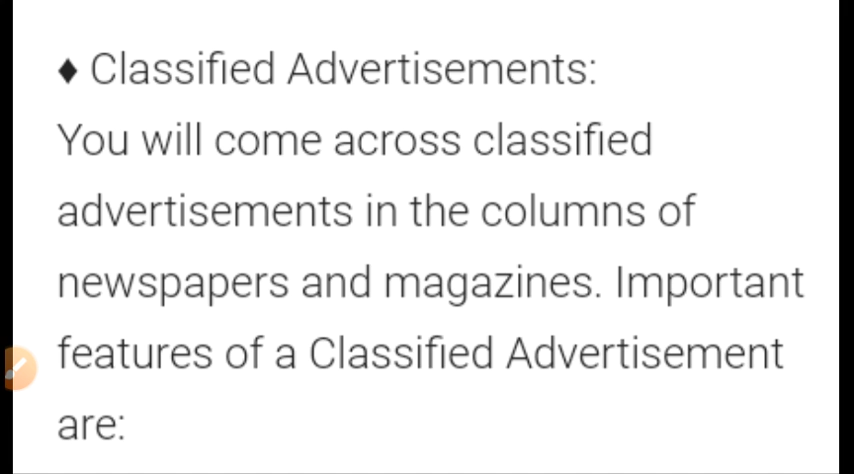 ♦ Classified Advertisements:
You will come across classified
advertisements in the columns of
newspapers and magazines. Important
features of a Classified Advertisement
are: